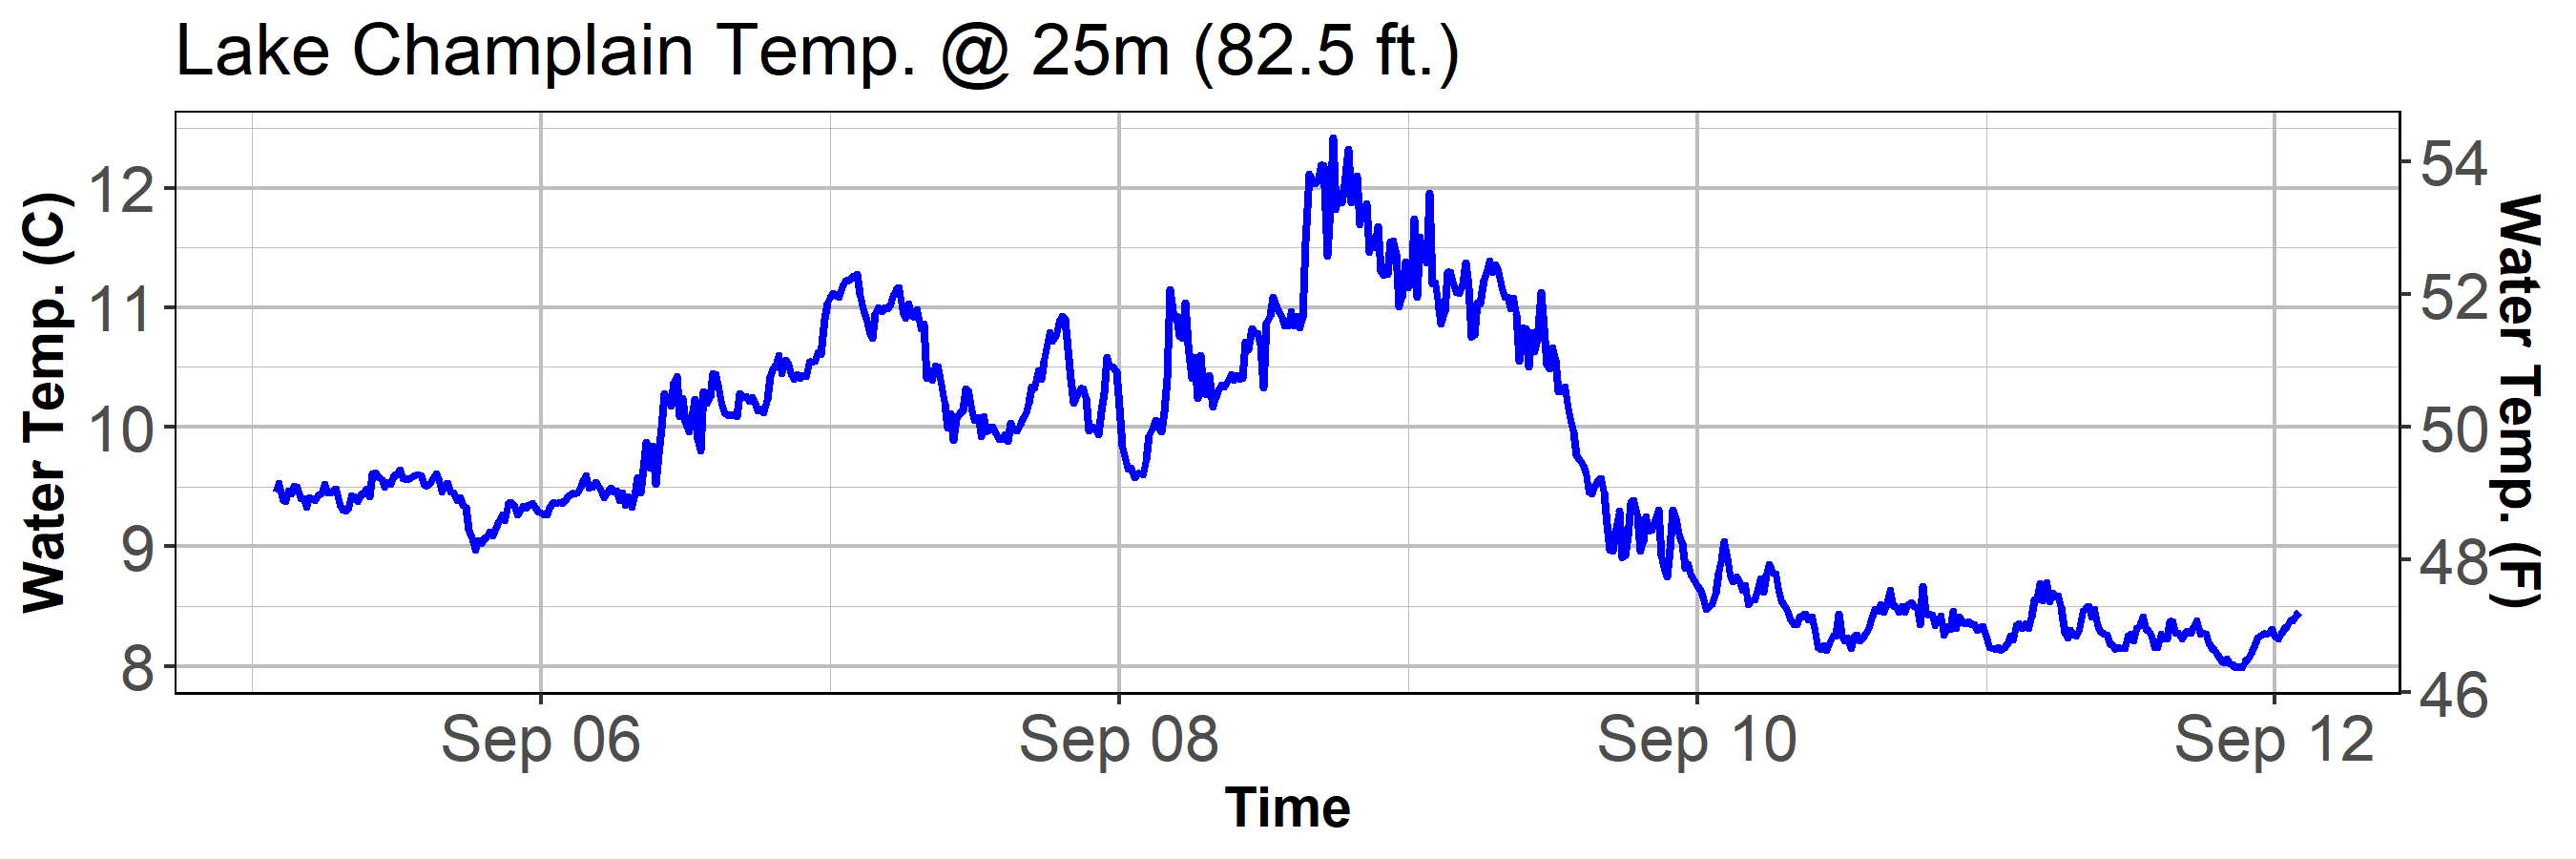 Lake Champlain Temp. @ 25m (82.5 ft.)
Water Temp. (C)
12
11
10
9
8
54
52
50
48
46
Water Temp. (F)
Sep 06
Sep 08
Sep 10
Sep 12
Time